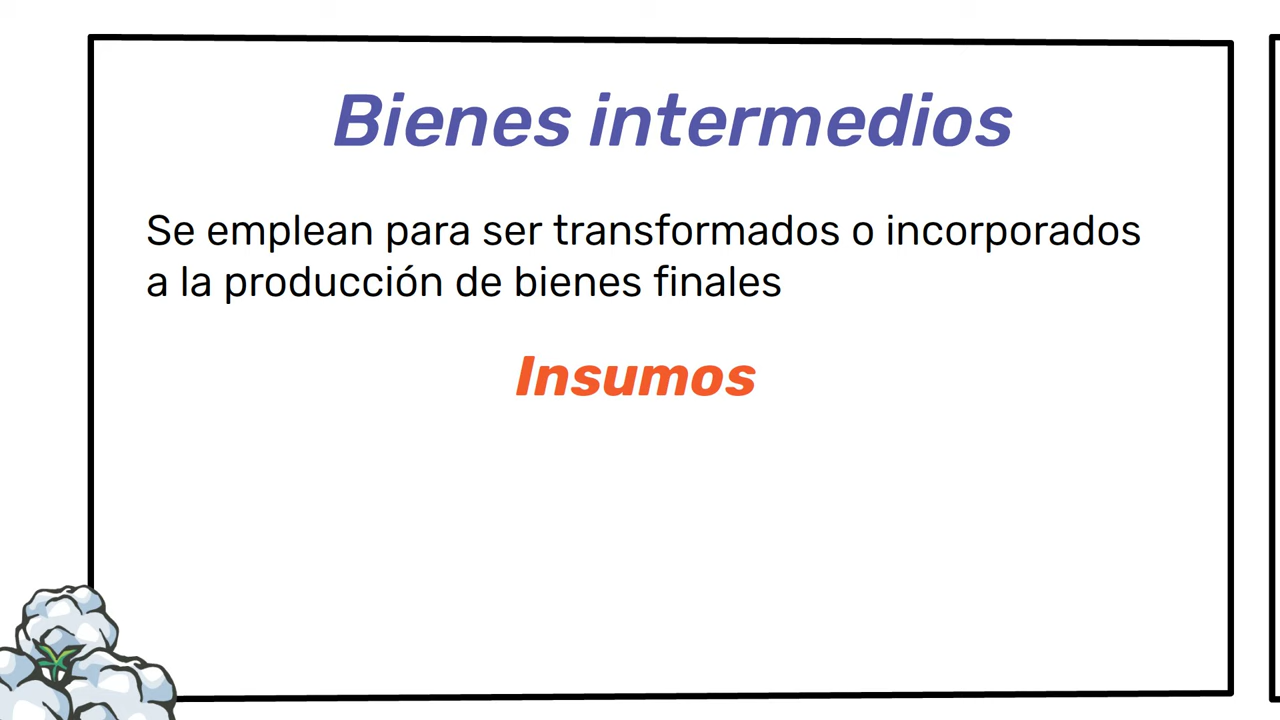 Bienes intermedios
Se emplean para ser transformados o incorporados
a la producción de bienes finales
Insumos